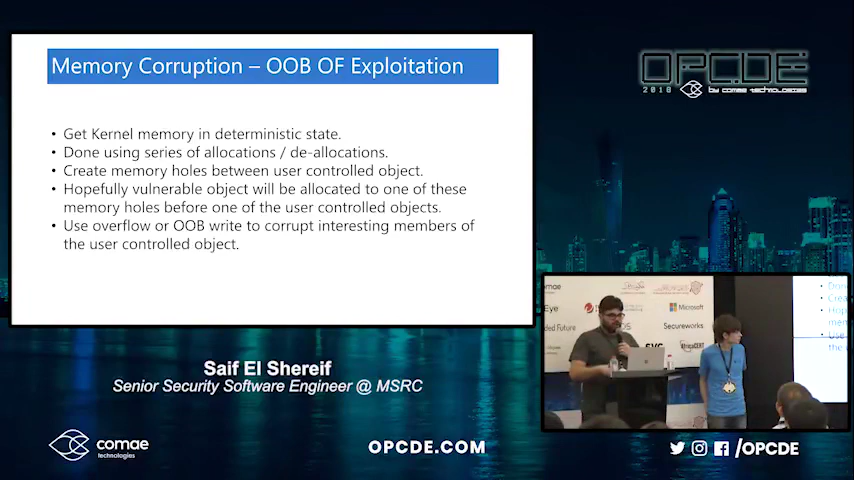 Memory Corruption – OOB OF Exploitation
• Get Kernel memory in deterministic state.
• Done using series of allocations / de-allocations.
• Create memory holes between user controlled object.
• Hopefully vulnerable object will be allocated to one of these
memory holes before one of the user controlled objects.
• Use overflow or OOB write to corrupt interesting members of
the user controlled object.
OPCDE
2018 BY COMAE TECHNOLOGIES
comae
Eye
Microsoft
Future
Secureworks
AfricaCERT
Saif El Shereif
Senior Security Software Engineer @ MSRC
comae
technologies
OPCDE.COM
/OPCDE